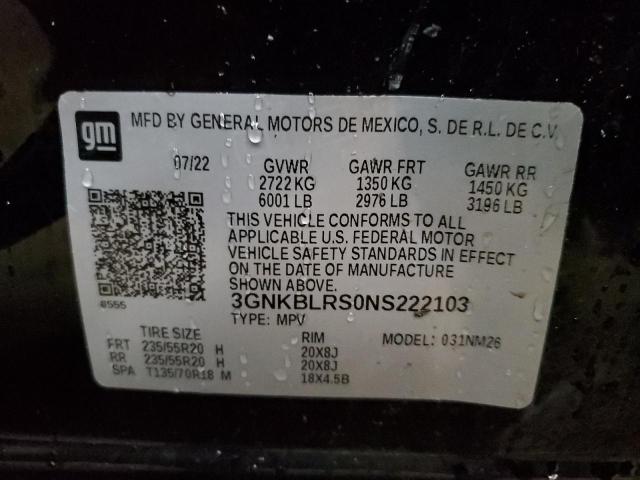 gm
MFD BY GENERAL MOTORS DE MEXICO, S. DE R.L. DE C.V.
07/22 GVWR GAWR FRT GAWR RR
2722 KG 1350 KG 1450 KG
6001 LB 2976 LB 3196 LB
THIS VEHICLE CONFORMS TO ALL
APPLICABLE U.S. FEDERAL MOTOR
VEHICLE SAFETY STANDARDS IN EFFECT
ON THE DATE OF MANUFACTURE
SHOWN ABOVE.
8555 3GNKBLRS0NS222103
TYPE: MPV MODEL: 031NM26
TIRE SIZE RIM
FRT 235/55R20 H 20X8J
RR 235/55R20 H 20X8J
SPA T135/70R18 M 18X4.5B